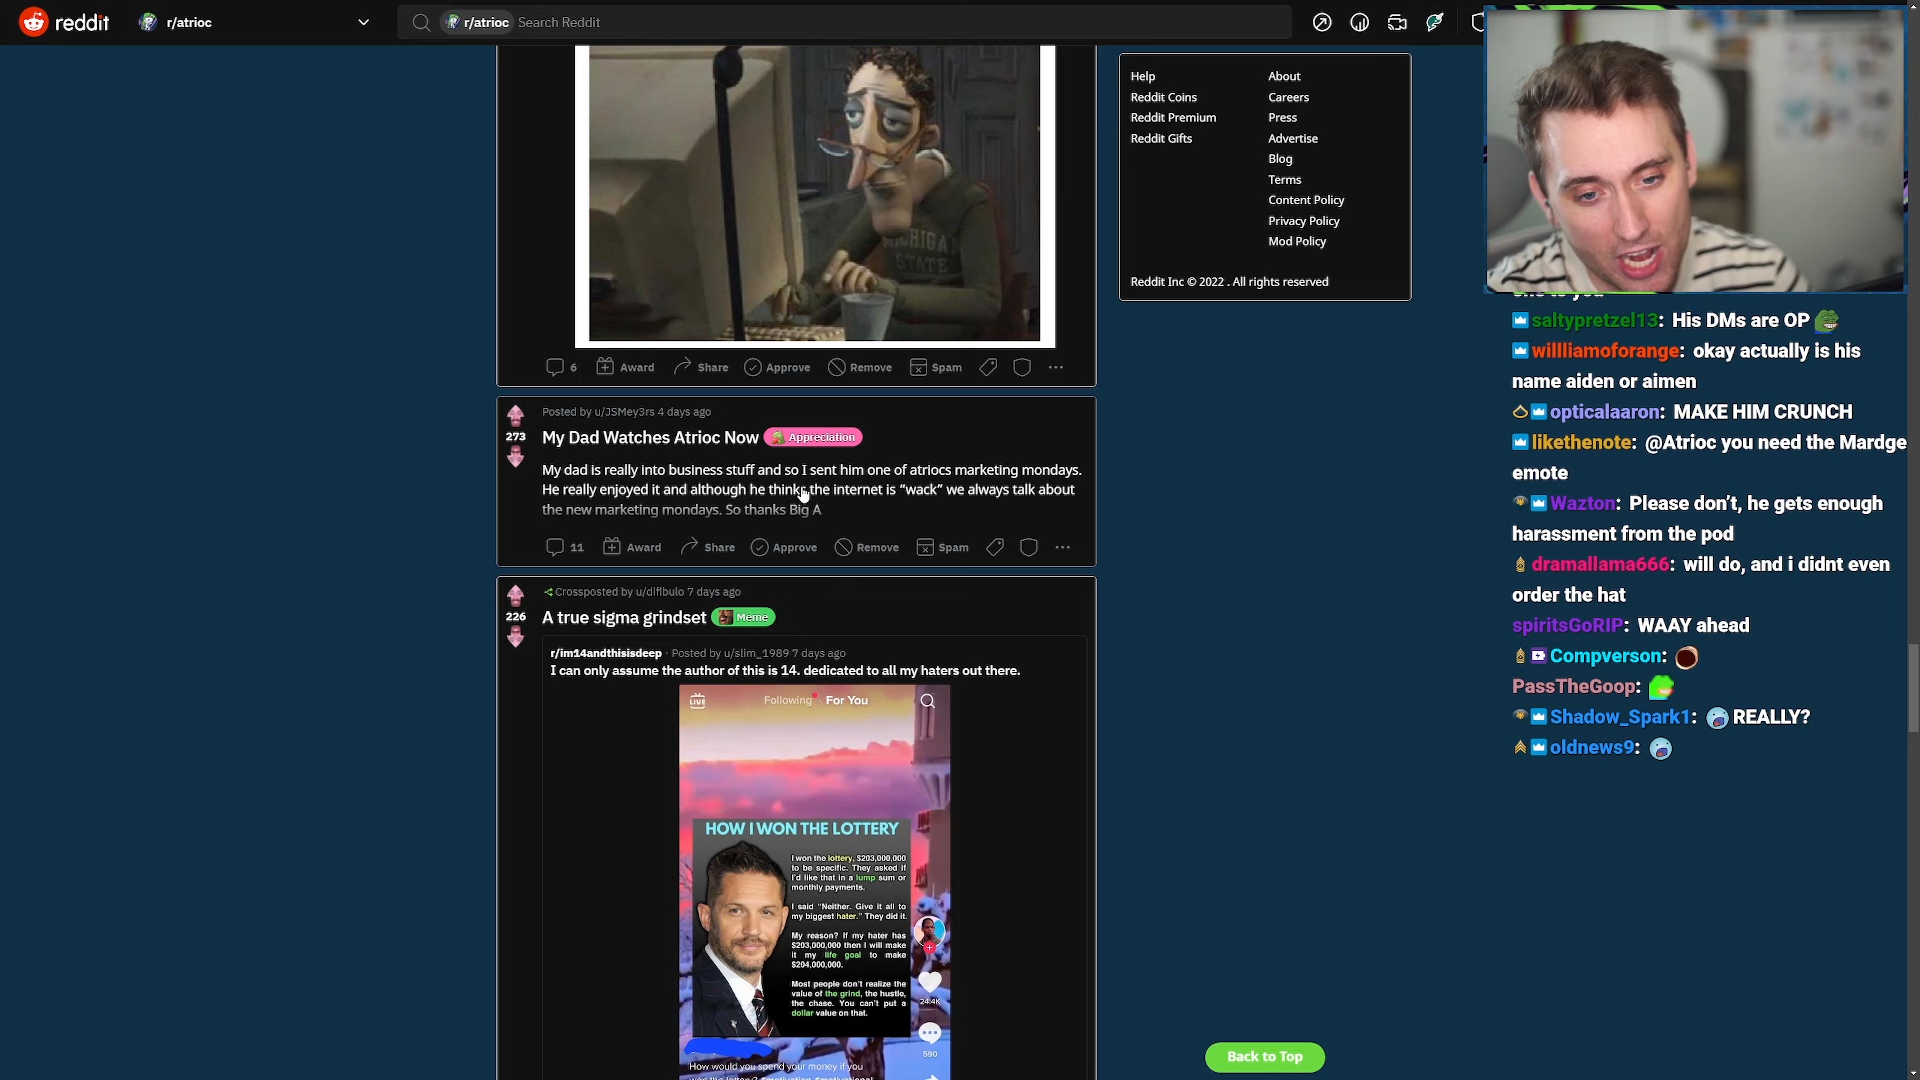 reddit
r/atrioc
r/atrioc Search Reddit
MICHIGAN
STATE
6 Award Share Approve Remove Spam
Posted by u/JSMey3rs 4 days ago
273
My Dad Watches Atrioc Now Appreciation
My dad is really into business stuff and so I sent him one of atriocs marketing mondays.
He really enjoyed it and although he thinks the internet is “wack” we always talk about
the new marketing mondays. So thanks Big A
11 Award Share Approve Remove Spam
Crossposted by u/dlfibulo 7 days ago
226
A true sigma grindset Meme
r/im14andthisisdeep · Posted by u/slim_1989 7 days ago
I can only assume the author of this is 14. dedicated to all my haters out there.
LIVE
Following For You
HOW I WON THE LOTTERY
I won the lottery, $203,000,000
to be specific. They asked if
I'd like that in a lump sum or
monthly payments.
I said "Neither. Give it all to
my biggest hater." They did it.
My reason? If my hater has
$203,000,000 then I will make
it my life goal to make
$204,000,000.
Most people don't realize the
value of the grind, the hustle,
the chase. You can't put a
dollar value on that.
24.4K
590
How would you spend your money if you
Help
Reddit Coins
Reddit Premium
Reddit Gifts
About
Careers
Press
Advertise
Blog
Terms
Content Policy
Privacy Policy
Mod Policy
Reddit Inc © 2022 . All rights reserved
Back to Top
saltypretzel13: His DMs are OP
willliamoforange: okay actually is his
name aiden or aimen
opticalaaron: MAKE HIM CRUNCH
likethenote: @Atrioc you need the Mardge
emote
Wazton: Please don't, he gets enough
harassment from the pod
dramallama666: will do, and i didnt even
order the hat
spiritsGoRIP: WAAY ahead
Compverson:
PassTheGoop:
Shadow_Spark1: REALLY?
oldnews9: